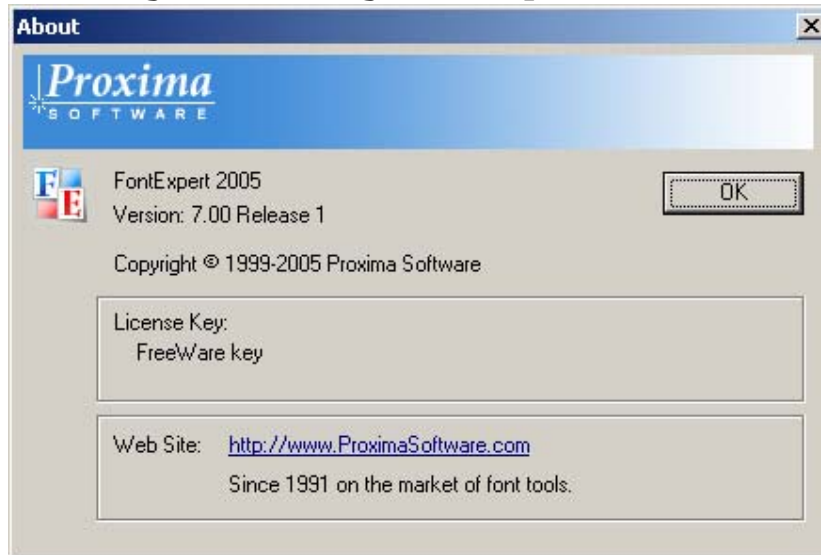 About
Proxima
SOFTWARE
FE
FontExpert 2005
OK
Version: 7.00 Release 1
Copyright © 1999-2005 Proxima Software
License Key:
FreeWare key
Web Site: http://www.ProximaSoftware.com
Since 1991 on the market of font tools.